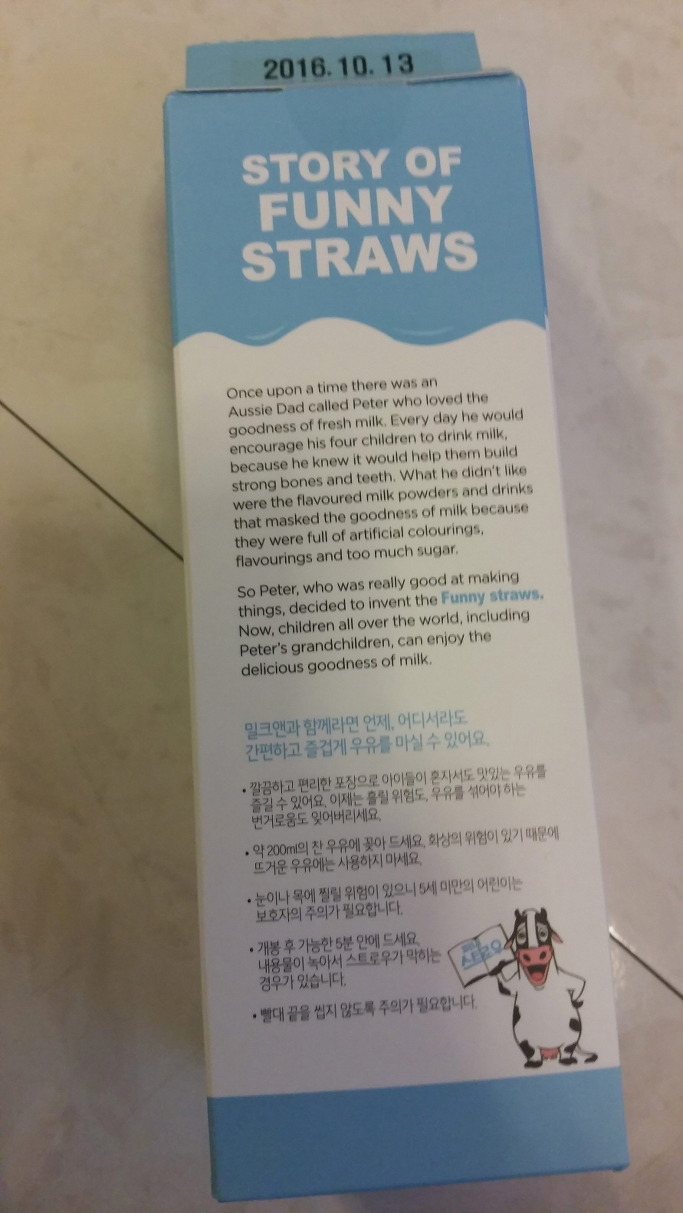 2016.10.13
STORY OF
FUNNY
STRAWS
Once upon a time there was an
Aussie Dad called Peter who loved the
goodness of fresh milk. Every day he would
encourage his four children to drink milk,
because he knew it would help them build
strong bones and teeth. What he didn't like
were the flavoured milk powders and drinks
that masked the goodness of milk because
they were full of artificial colourings,
flavourings and too much sugar.
So Peter, who was really good at making
things, decided to invent the Funny straws.
Now, children all over the world, including
Peter's grandchildren, can enjoy the
delicious goodness of milk.
밀크앤과 함께라면 언제, 어디서라도
간편하고 즐겁게 우유를 마실 수 있어요.
• 깔끔하고 편리한 포장으로 아이들이 혼자서도 맛있는 우유를
즐길 수 있어요. 이제는 흘릴 위험도, 우유를 섞어야 하는
번거로움도 잊어버리세요.
• 약 200ml의 찬 우유에 꽂아 드세요. 화상의 위험이 있기 때문에
뜨거운 우유에는 사용하지 마세요.
• 눈이나 목에 찔릴 위험이 있으니 5세 미만의 어린이는
보호자의 주의가 필요합니다.
• 개봉 후 가능한 5분 안에 드세요.
내용물이 녹아서 스트로우가 막히는
경우가 있습니다.
• 빨대 끝을 씹지 않도록 주의가 필요합니다.